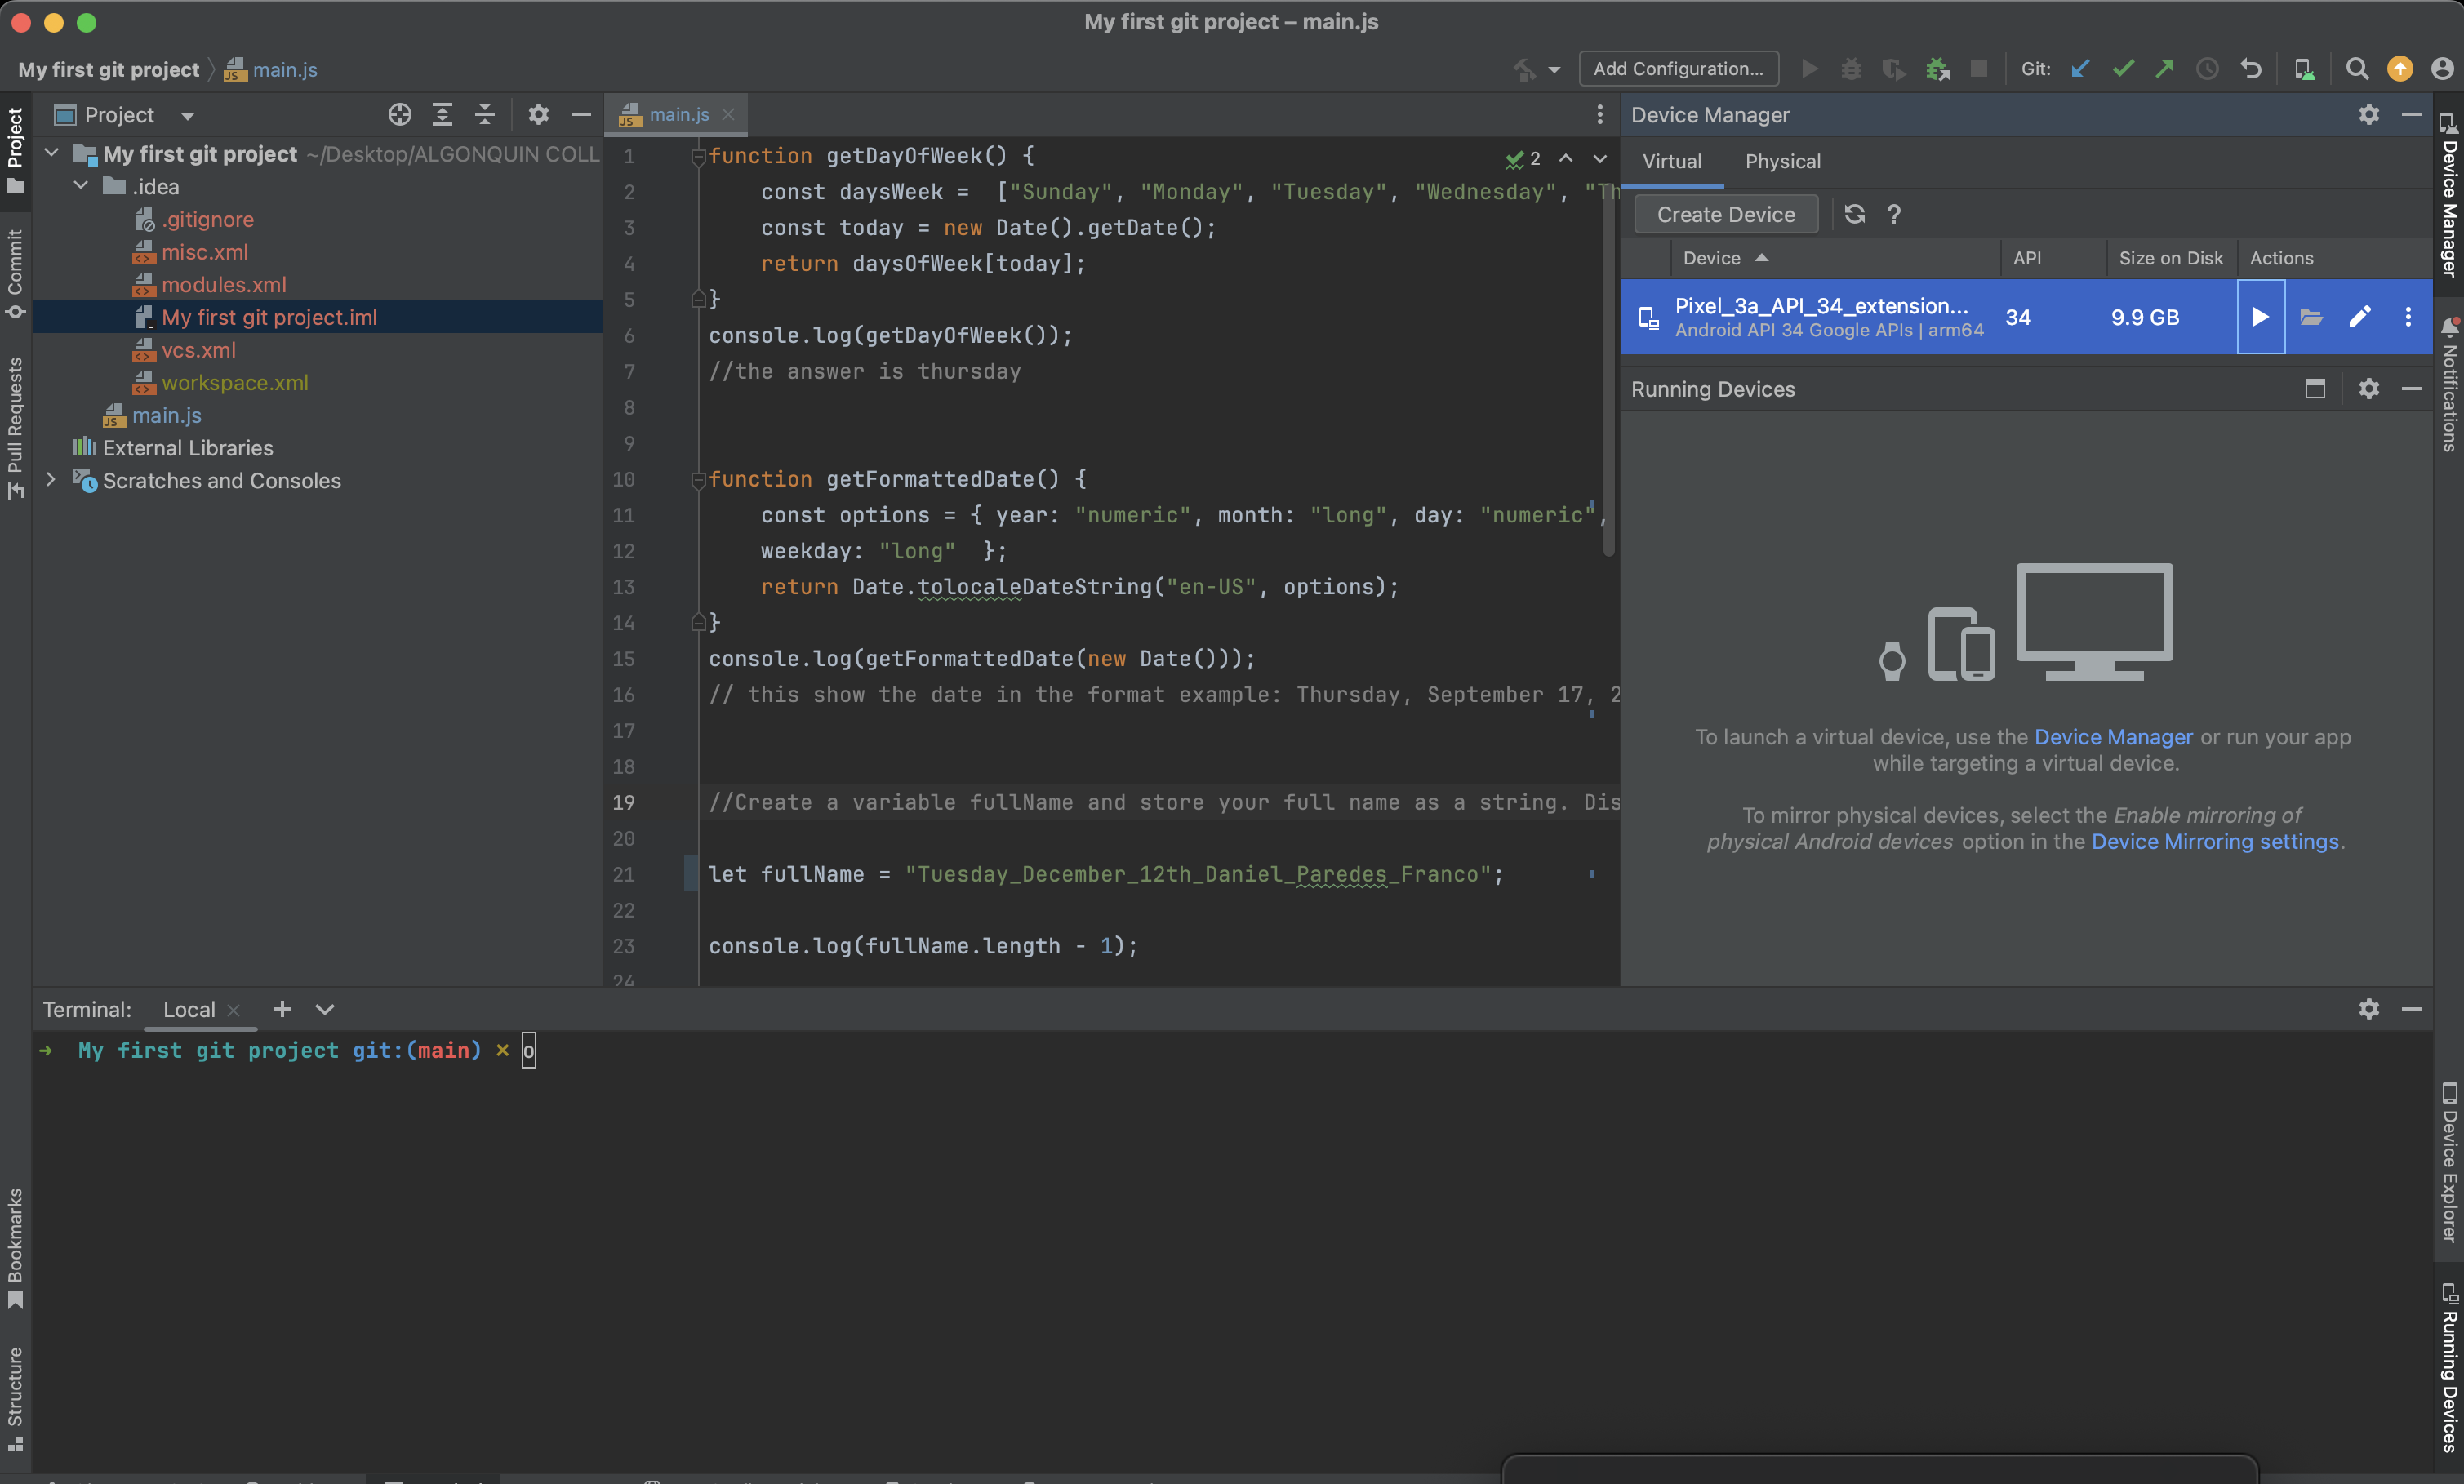 My first git project – main.js
My first git project main.js
Add Configuration...
Git:
Project
main.js
My first git project ~/Desktop/ALGONQUIN COLL
.idea
.gitignore
misc.xml
modules.xml
My first git project.iml
vcs.xml
workspace.xml
main.js
External Libraries
Scratches and Consoles
Project
Commit
Pull Requests
Bookmarks
Structure
2
1 function getDayOfWeek() {
2 const daysWeek =  ["Sunday", "Monday", "Tuesday", "Wednesday", "Th
3 const today = new Date().getDate();
4 return daysOfWeek[today];
5 }
6 console.log(getDayOfWeek());
7 //the answer is thursday
8
9
10 function getFormattedDate() {
11 const options = { year: "numeric", month: "long", day: "numeric",
12 weekday: "long"  };
13 return Date.tolocaleDateString("en-US", options);
14 }
15 console.log(getFormattedDate(new Date()));
16 // this show the date in the format example: Thursday, September 17, 2
17
18
19 //Create a variable fullName and store your full name as a string. Dis
20
21 let fullName = "Tuesday_December_12th_Daniel_Paredes_Franco";
22
23 console.log(fullName.length - 1);
24
Device Manager
Virtual Physical
Create Device ?
Device API Size on Disk Actions
Pixel_3a_API_34_extension... 34 9.9 GB
Android API 34 Google APIs | arm64
Running Devices
To launch a virtual device, use the Device Manager or run your app
while targeting a virtual device.
To mirror physical devices, select the Enable mirroring of
physical Android devices option in the Device Mirroring settings.
Device Manager
Notifications
Device Explorer
Running Devices
Terminal: Local
→ My first git project git:(main) × o